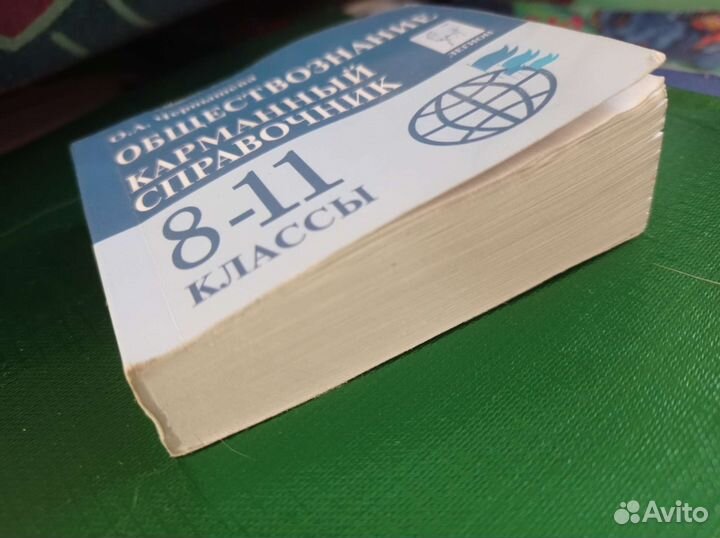 О.А. Чернышева
ОБЩЕСТВОЗНАНИЕ
КАРМАННЫЙ
СПРАВОЧНИК
8-11
КЛАССЫ
ЛЕГИОН
Avito